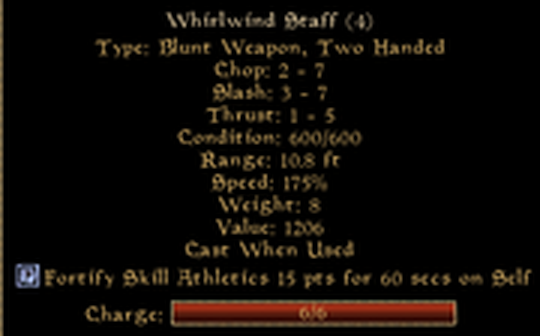 Whirlwind Staff (4)
Type: Blunt Weapon, Two Handed
Chop: 2 - 7
Slash: 3 - 7
Thrust: 1 - 5
Condition: 600/600
Range: 10.8 ft
Speed: 175%
Weight: 8
Value: 1206
Cast When Used
Fortify Skill Athletics 15 pts for 60 secs on Self
Charge: 6/6